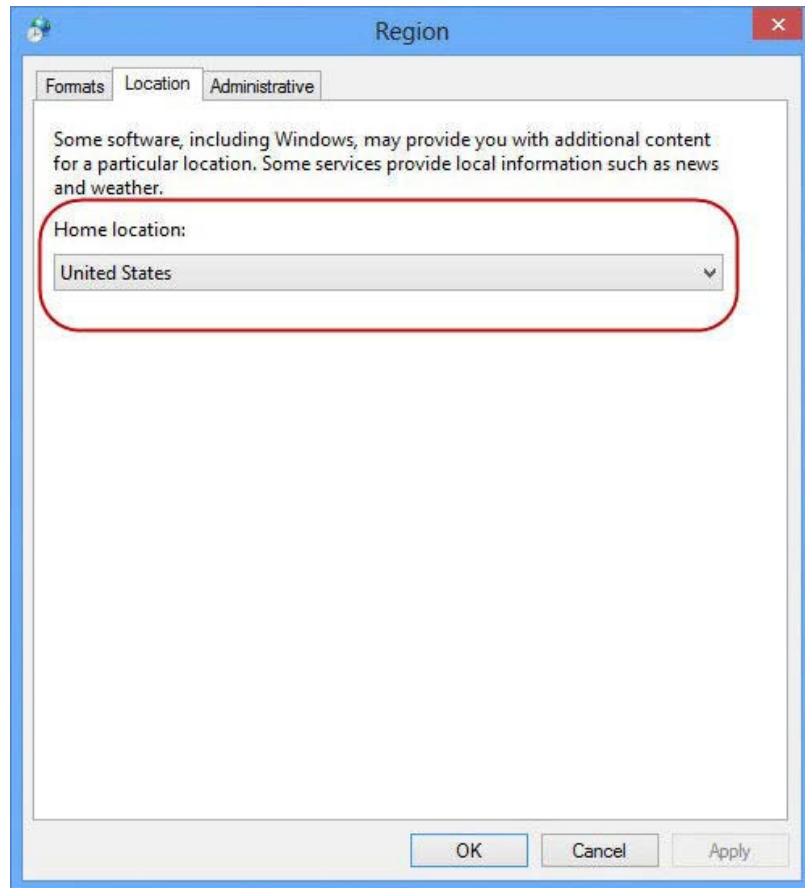 Region
Formats Location Administrative
Some software, including Windows, may provide you with additional content
for a particular location. Some services provide local information such as news
and weather.
Home location:
United States
OK Cancel Apply